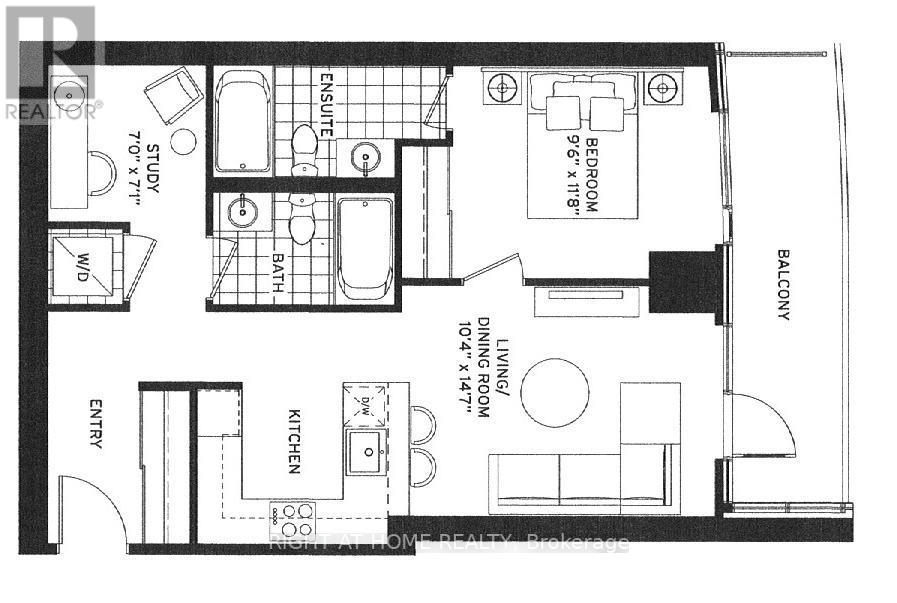 REALTOR®
ENSUITE
STUDY
7'0" x 7'1"
BEDROOM
9'6" x 11'8"
W/D
BATH
BALCONY
LIVING/
DINING ROOM
10'4" x 14'7"
D/W
ENTRY
KITCHEN
RIGHT AT HOME REALTY, Brokerage